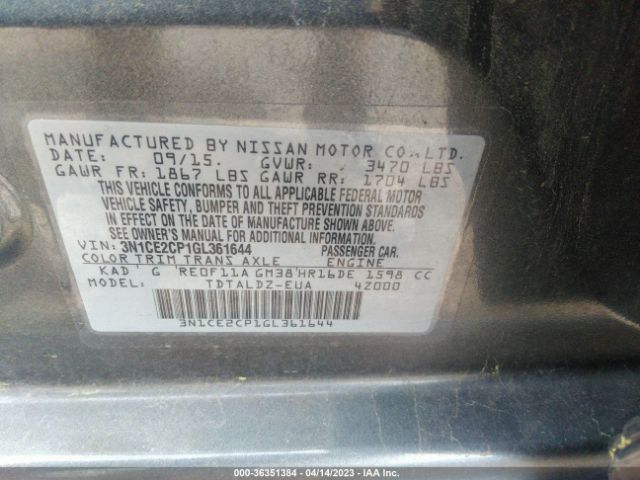 MANUFACTURED BY NISSAN MOTOR CO.,LTD.
DATE: 09/15. GVWR: 3470 LBS
GAWR FR: 1867 LBS GAWR RR: 1704 LBS
THIS VEHICLE CONFORMS TO ALL APPLICABLE FEDERAL MOTOR
VEHICLE SAFETY, BUMPER AND THEFT PREVENTION STANDARDS
IN EFFECT ON THE DATE OF MANUFACTURE SHOWN ABOVE.
SEE OWNER'S MANUAL FOR ADDITIONAL INFORMATION.
VIN: 3N1CE2CP1GL361644 PASSENGER CAR.
COLOR TRIM TRANS AXLE ENGINE
KAD G RE0F11A GM38 HR16DE 1598 CC
MODEL: TDTALDZ-EUA 4Z000
3N1CE2CP1GL361644
000-36351384 - 04/14/2023 - IAA Inc.